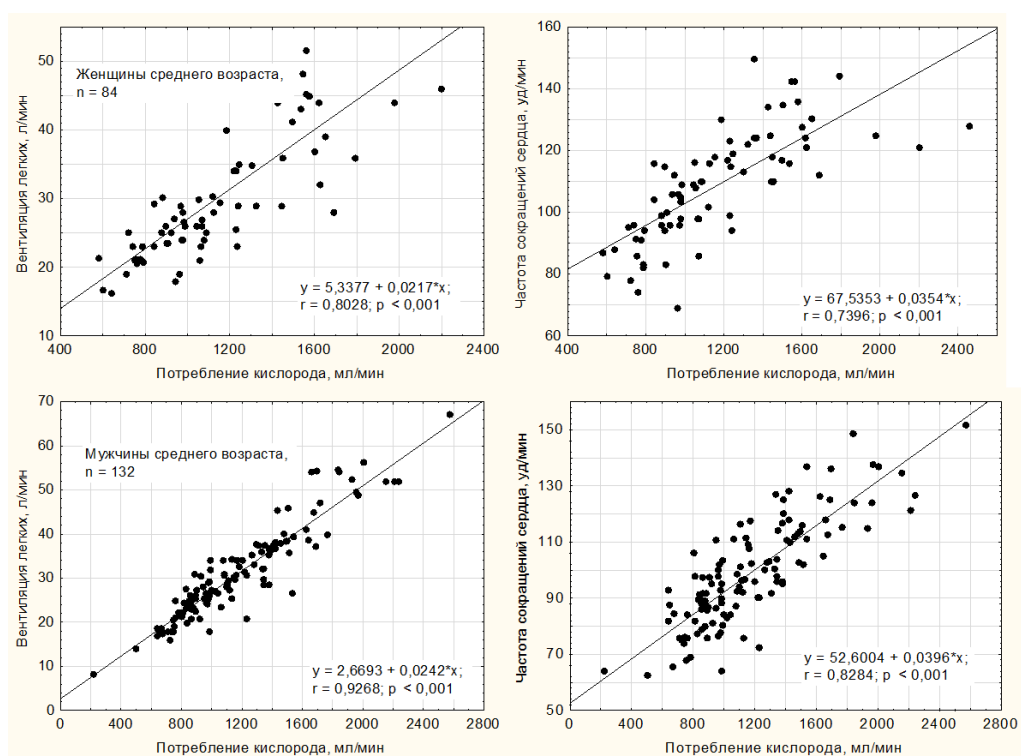 Вентиляция легких, л/мин
50
40
30
20
10
Женщины среднего возраста,
n = 84
y = 5,3377 + 0,0217*x;
r = 0,8028; p < 0,001
400 800 1200 1600 2000 2400
Потребление кислорода, мл/мин
Частота сокращений сердца, уд/мин
160
140
120
100
80
60
y = 67,5353 + 0,0354*x;
r = 0,7396; p < 0,001
400 800 1200 1600 2000 2400
Потребление кислорода, мл/мин
Вентиляция легких, л/мин
70
60
50
40
30
20
10
0
Мужчины среднего возраста,
n = 132
y = 2,6693 + 0,0242*x;
r = 0,9268; p < 0,001
0 400 800 1200 1600 2000 2400 2800
Потребление кислорода, мл/мин
Частота сокращений сердца, уд/мин
150
130
110
90
70
50
y = 52,6004 + 0,0396*x;
r = 0,8284; p < 0,001
0 400 800 1200 1600 2000 2400 2800
Потребление кислорода, мл/мин